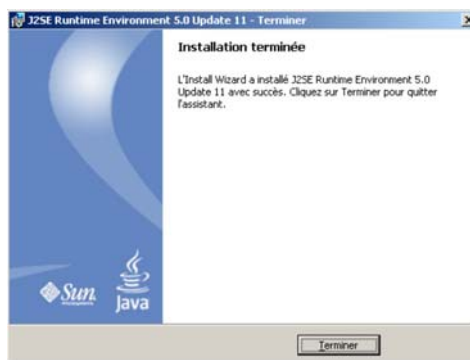 J2SE Runtime Environment 5.0 Update 11 - Terminer
Installation terminée
L'Install Wizard a installé J2SE Runtime Environment 5.0
Update 11 avec succès. Cliquez sur Terminer pour quitter
l'assistant.
Sun
Java
Terminer